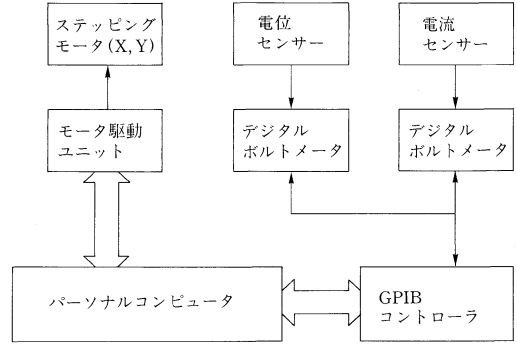 ステッピング
モータ(X, Y)
電位
センサー
電流
センサー
モータ駆動
ユニット
デジタル
ボルトメータ
デジタル
ボルトメータ
パーソナルコンピュータ
GPIB
コントローラ